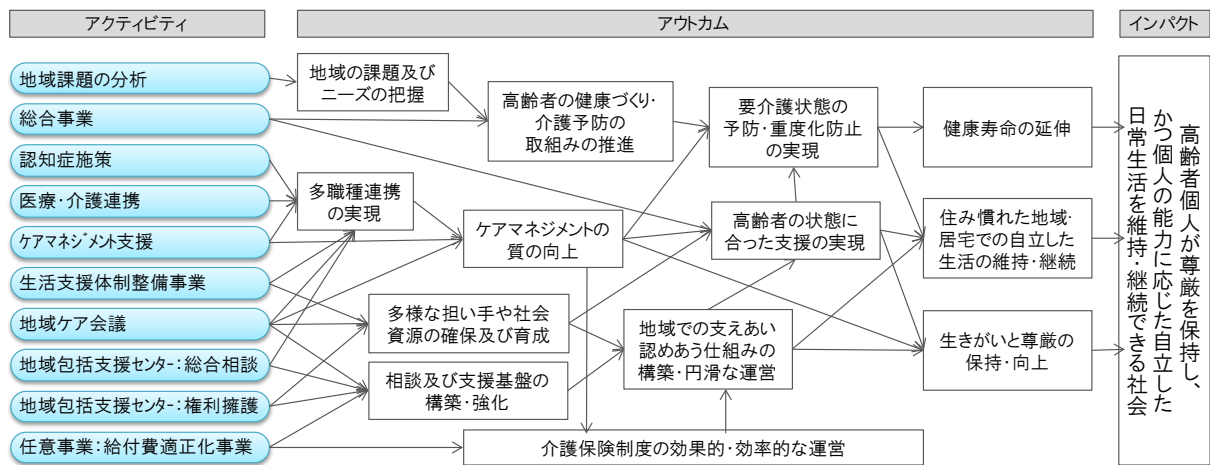 アクティビティ
アウトカム
インパクト
地域課題の分析
総合事業
認知症施策
医療・介護連携
ケアマネジメント支援
生活支援体制整備事業
地域ケア会議
地域包括支援センター：総合相談
地域包括支援センター：権利擁護
任意事業：給付費適正化事業
地域の課題及び
ニーズの把握
多職種連携
の実現
高齢者の健康づくり・
介護予防の
取組みの推進
ケアマネジメントの
質の向上
多様な担い手や社会
資源の確保及び育成
相談及び支援基盤の
構築・強化
要介護状態の
予防・重度化防止
の実現
高齢者の状態に
合った支援の実現
地域での支えあい
認めあう仕組みの
構築・円滑な運営
介護保険制度の効果的・効率的な運営
健康寿命の延伸
住み慣れた地域・
居宅での自立した
生活の維持・継続
生きがいと尊厳の
保持・向上
高齢者個人が尊厳を保持し、
かつ個人の能力に応じた自立した
日常生活を維持・継続できる社会